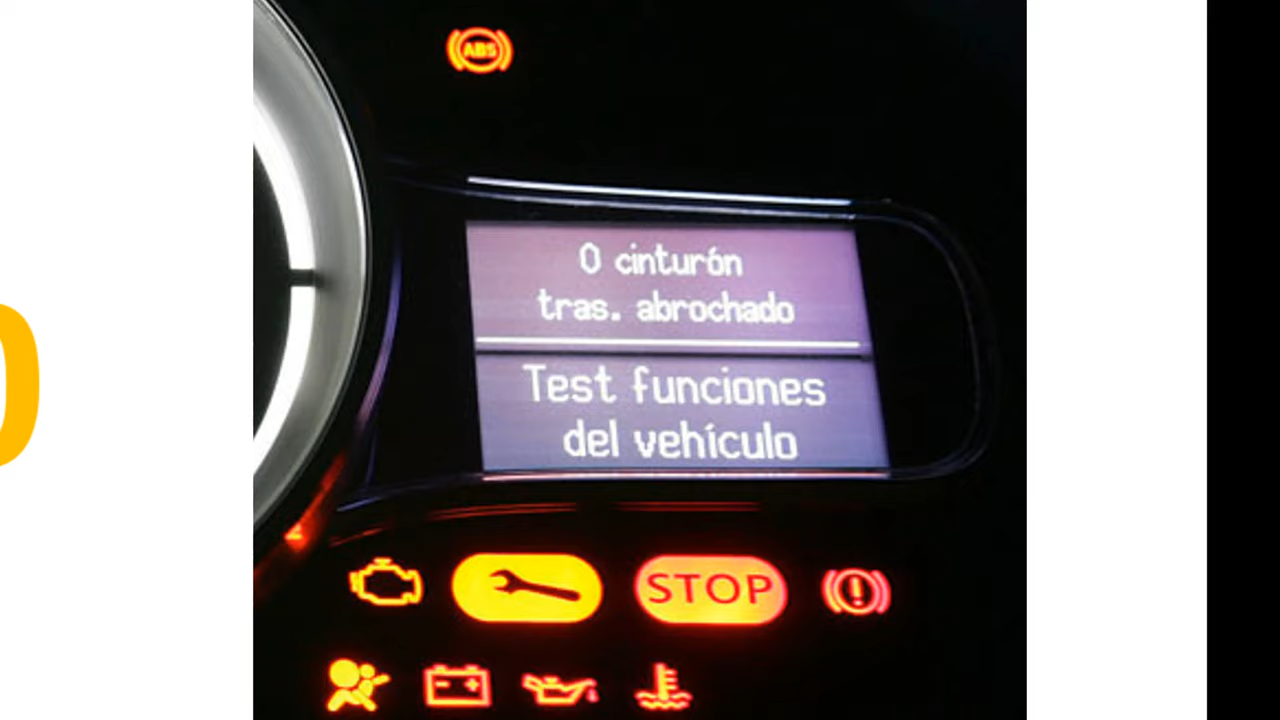 ABS
0 cinturón
tras. abrochado
Test funciones
del vehículo
STOP